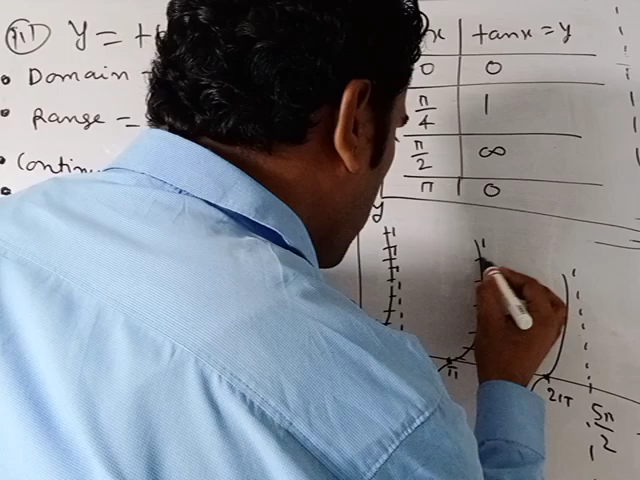 (III) y = t
• Domain
• Range =
• Contin
x | tanx = y
0 | 0
π/4 | 1
π/2 | ∞
π | 0
y
π
2π
5π/2